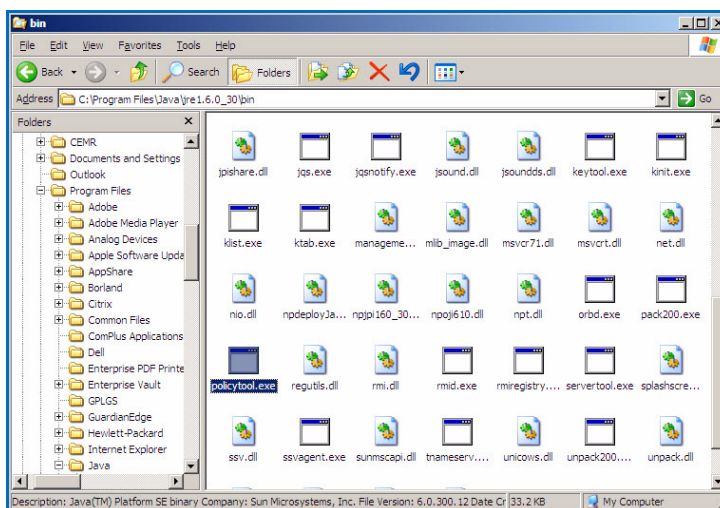 bin
File Edit View Favorites Tools Help
Back Search Folders
Address C:\Program Files\Java\jre1.6.0_30\bin Go
Folders
CEMR
Documents and Settings
Outlook
Program Files
Adobe
Adobe Media Player
Analog Devices
Apple Software Upda
AppShare
Borland
Citrix
Common Files
ComPlus Applications
Dell
Enterprise PDF Printe
Enterprise Vault
GPLGS
GuardianEdge
Hewlett-Packard
Internet Explorer
Java
jpishare.dll jqs.exe jqsnotify.exe jsound.dll jsoundds.dll keytool.exe kinit.exe
klist.exe ktab.exe manageme... mlib_image.dll msvcr71.dll msvcrt.dll net.dll
nio.dll npdeployJa... npjpi160_30... npoji610.dll npt.dll orbd.exe pack200.exe
policytool.exe regutils.dll rmi.dll rmid.exe rmiregistry.... servertool.exe splashscre...
ssv.dll ssvagent.exe sunmscapi.dll tnameserv.... unicows.dll unpack200.... unpack.dll
Description: Java(TM) Platform SE binary Company: Sun Microsystems, Inc. File Version: 6.0.300.12 Date Cr 33.2 KB My Computer